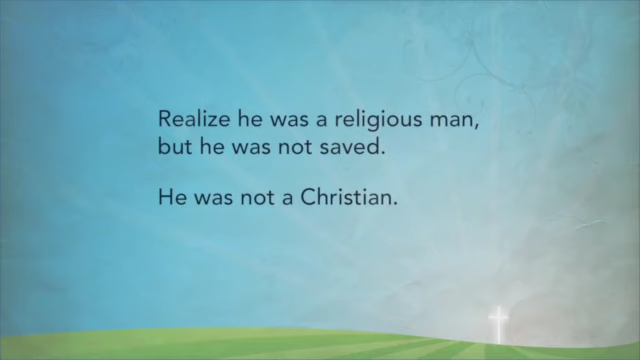 Realize he was a religious man,
but he was not saved.
He was not a Christian.